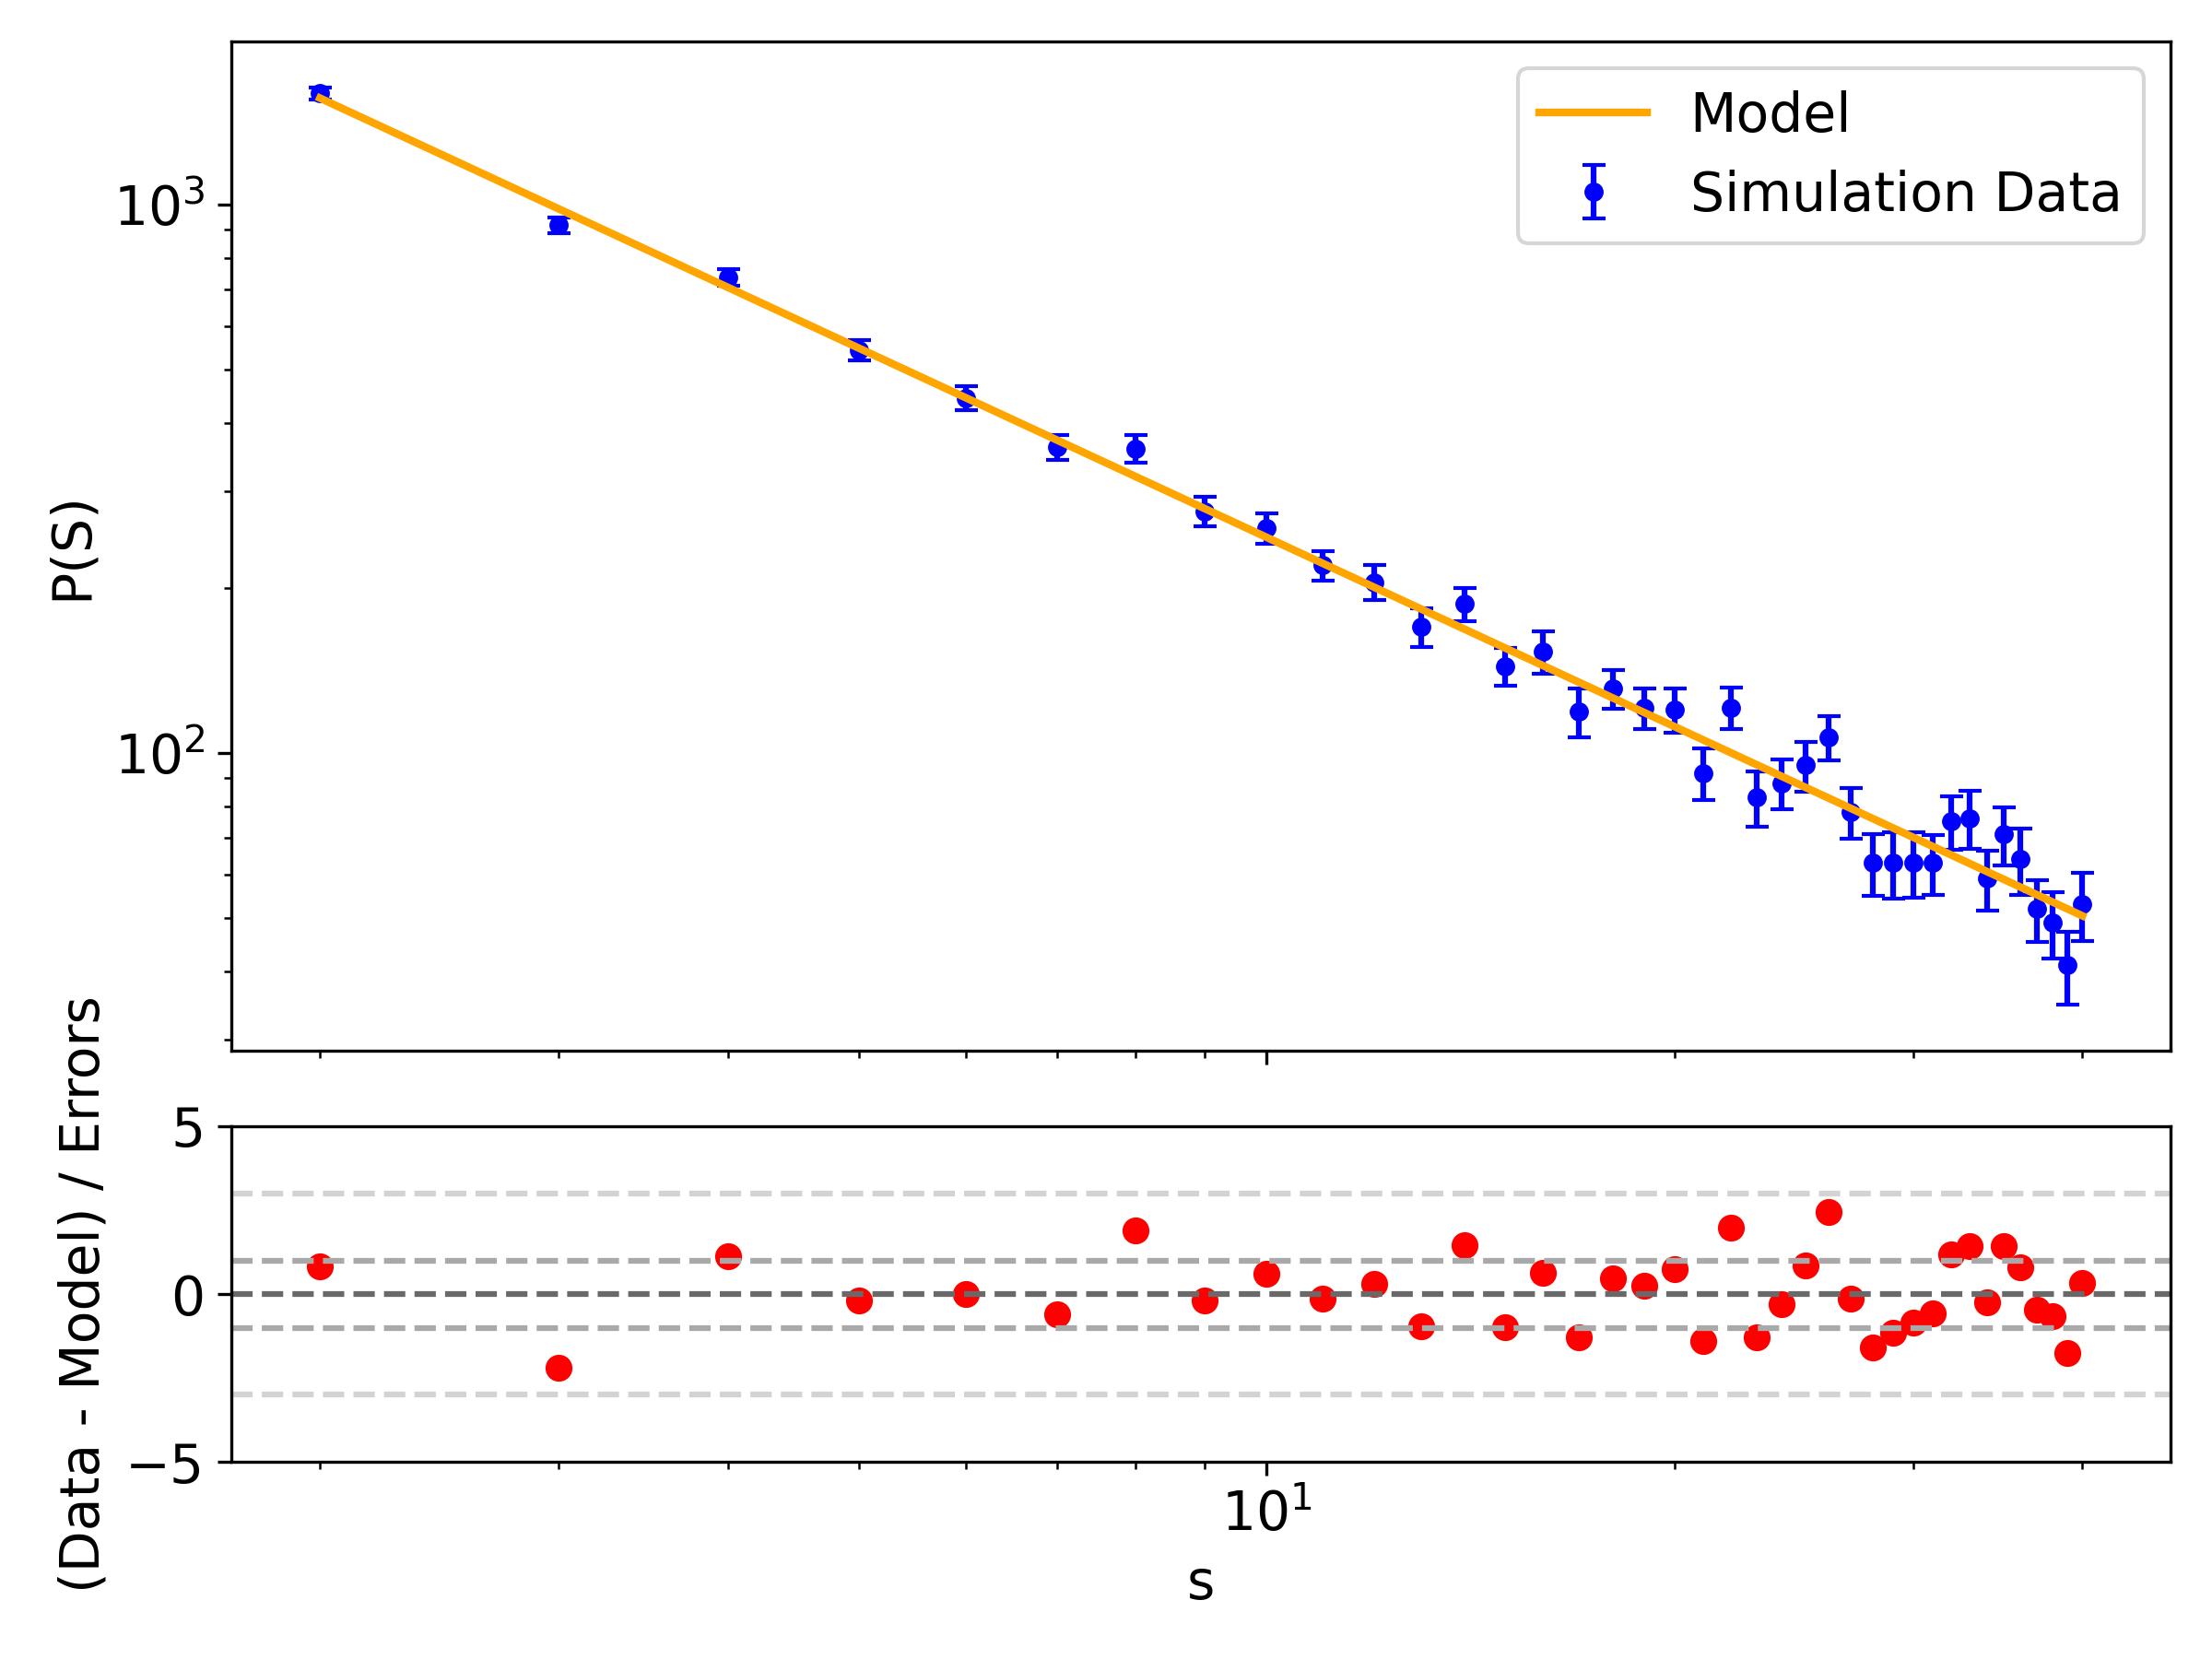 Model
Simulation Data
10³
10²
P(S)
5
0
−5
(Data - Model) / Errors
10¹
s